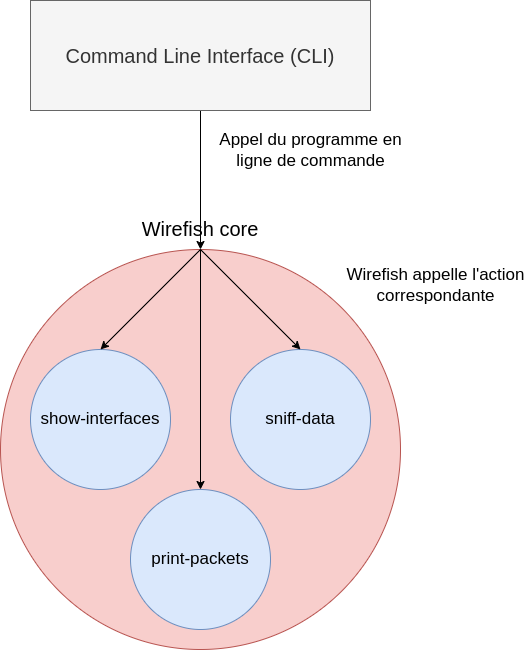 Command Line Interface (CLI)
Appel du programme en
ligne de commande
Wirefish core
Wirefish appelle l'action
correspondante
show-interfaces
sniff-data
print-packets